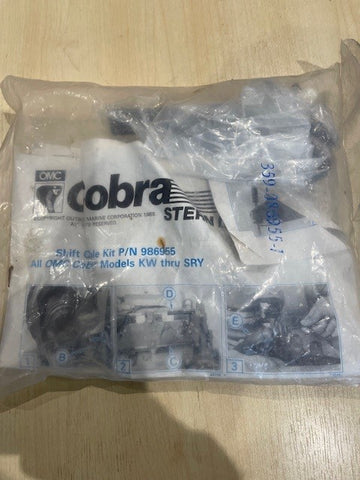 OMC
cobra
STERN
COPYRIGHT OUTBOARD MARINE CORPORATION
ALL RIGHTS RESERVED.
Shift Cable Kit P/N 986955
All OMC Cobra Models KW thru SRY
D
E
1
B
2
C
3